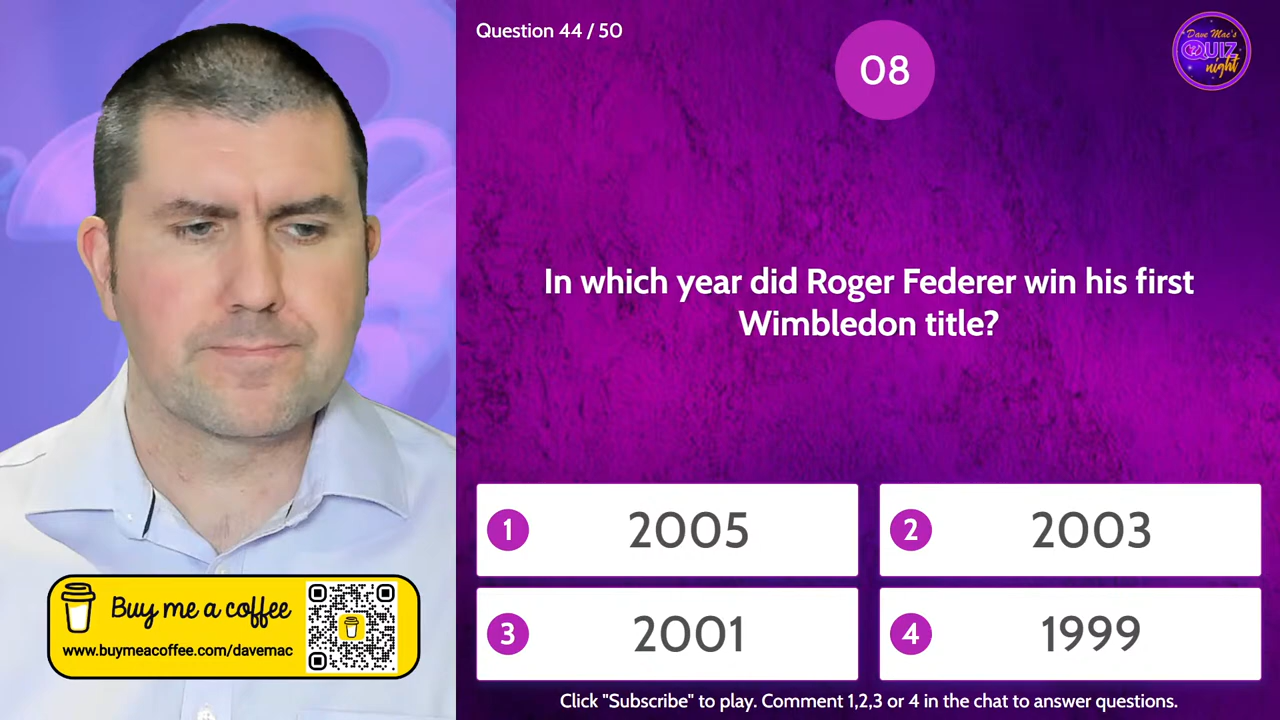 Question 44 / 50
08
Dave Mac's
QUIZ
night
In which year did Roger Federer win his first
Wimbledon title?
1 2005
2 2003
3 2001
4 1999
Buy me a coffee
www.buymeacoffee.com/davemac
Click "Subscribe" to play. Comment 1,2,3 or 4 in the chat to answer questions.